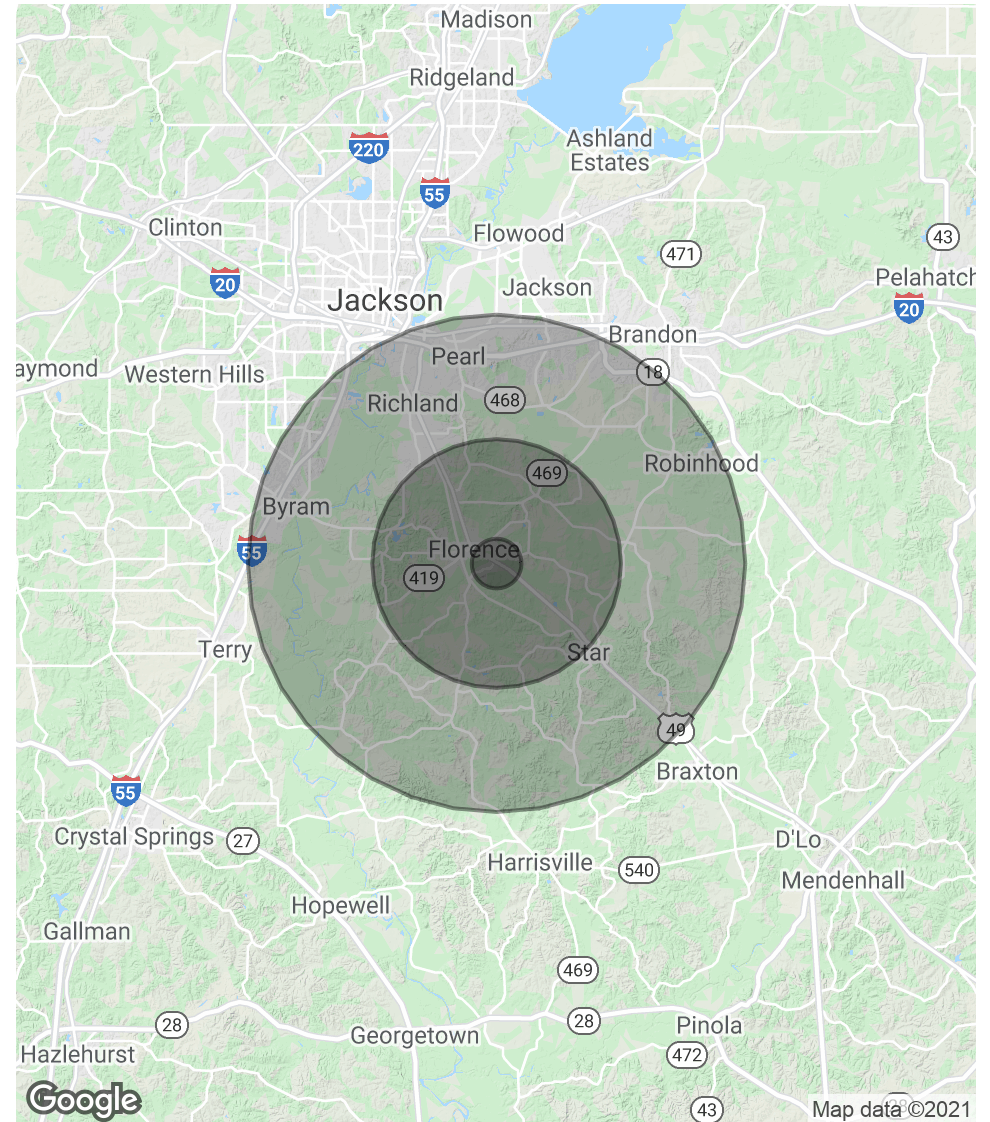 Madison
Ridgeland
Ashland
Estates
220
55
Clinton
Flowood
471
43
20
Jackson
Pelahatch
20
Jackson
Brandon
Pearl
aymond
Western Hills
18
Richland
468
Robinhood
469
Byram
55
Florence
419
Terry
Star
49
Braxton
55
Crystal Springs
27
D'Lo
Harrisville
540
Mendenhall
Hopewell
Gallman
469
28
28
Pinola
Georgetown
Hazlehurst
472
Google
43
Map data ©2021